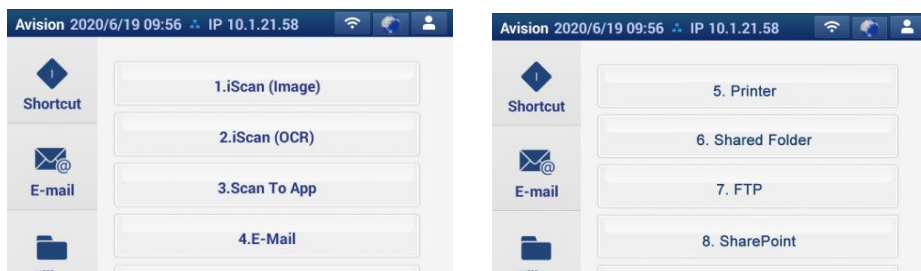 Avision 2020/6/19 09:56 IP 10.1.21.58
Shortcut
E-mail
1.iScan (Image)
2.iScan (OCR)
3.Scan To App
4.E-Mail
Avision 2020/6/19 09:56 IP 10.1.21.58
Shortcut
E-mail
5. Printer
6. Shared Folder
7. FTP
8. SharePoint